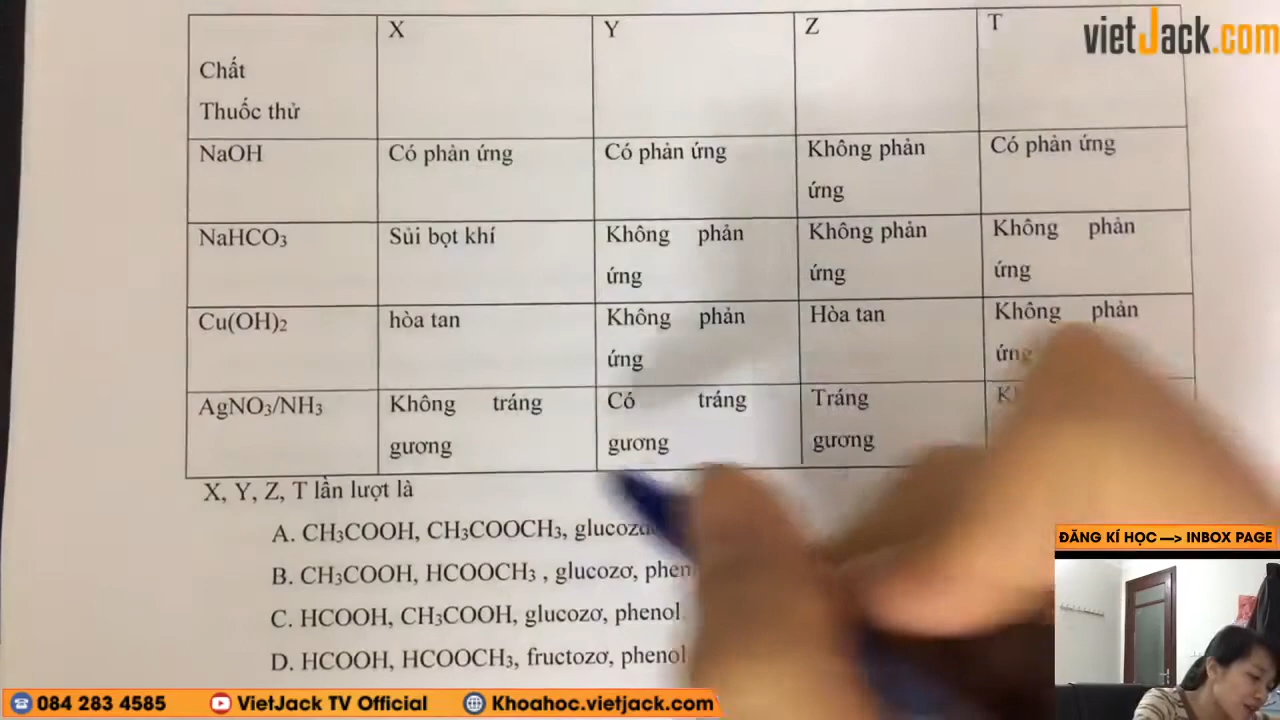 vietJack.com
X
Y
Z
T
Chất
Thuốc thử
NaOH
Có phản ứng
Có phản ứng
Không phản
ứng
Có phản ứng
NaHCO3
Sủi bọt khí
Không phản
ứng
Không phản
ứng
Không phản
ứng
Cu(OH)2
hòa tan
Không phản
ứng
Hòa tan
Không phản
ứng
AgNO3/NH3
Không tráng
gương
Có tráng
gương
Tráng
gương
X, Y, Z, T lần lượt là
A. CH3COOH, CH3COOCH3,
B. CH3COOH, HCOOCH3 , glucozơ,
C. HCOOH, CH3COOH, glucozơ, phenol
D. HCOOH, HCOOCH3, fructozơ, phenol
ĐĂNG KÍ HỌC —> INBOX PAGE
084 283 4585 VietJack TV Official Khoahoc.vietjack.com